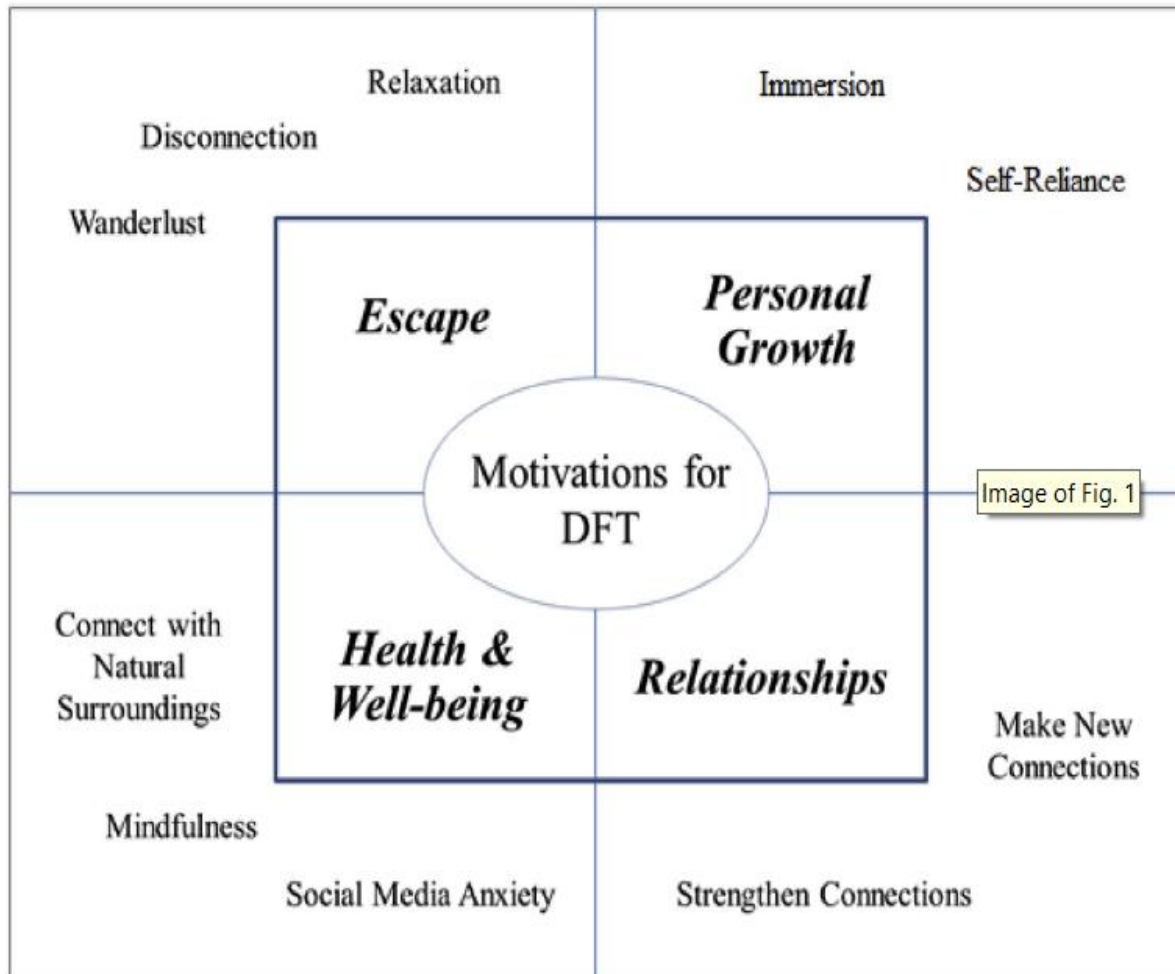 Relaxation
Immersion
Disconnection
Self-Reliance
Wanderlust
Escape
Personal
Growth
Motivations for
DFT
Image of Fig. 1
Connect with
Natural
Surroundings
Health &
Well-being
Relationships
Make New
Connections
Mindfulness
Social Media Anxiety
Strengthen Connections